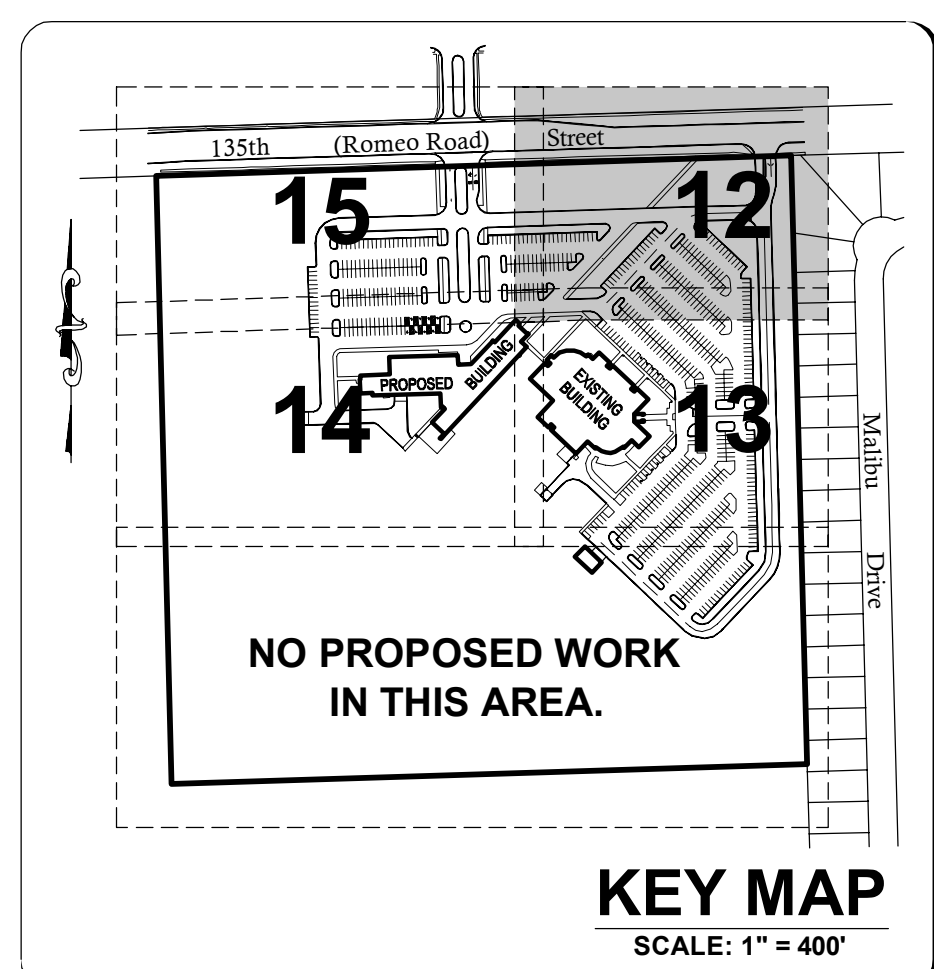 135th (Romeo Road) Street
15
12
PROPOSED BUILDING
EXISTING
BUILDING
14
13
Malibu Drive
NO PROPOSED WORK
IN THIS AREA.
KEY MAP
SCALE: 1" = 400'